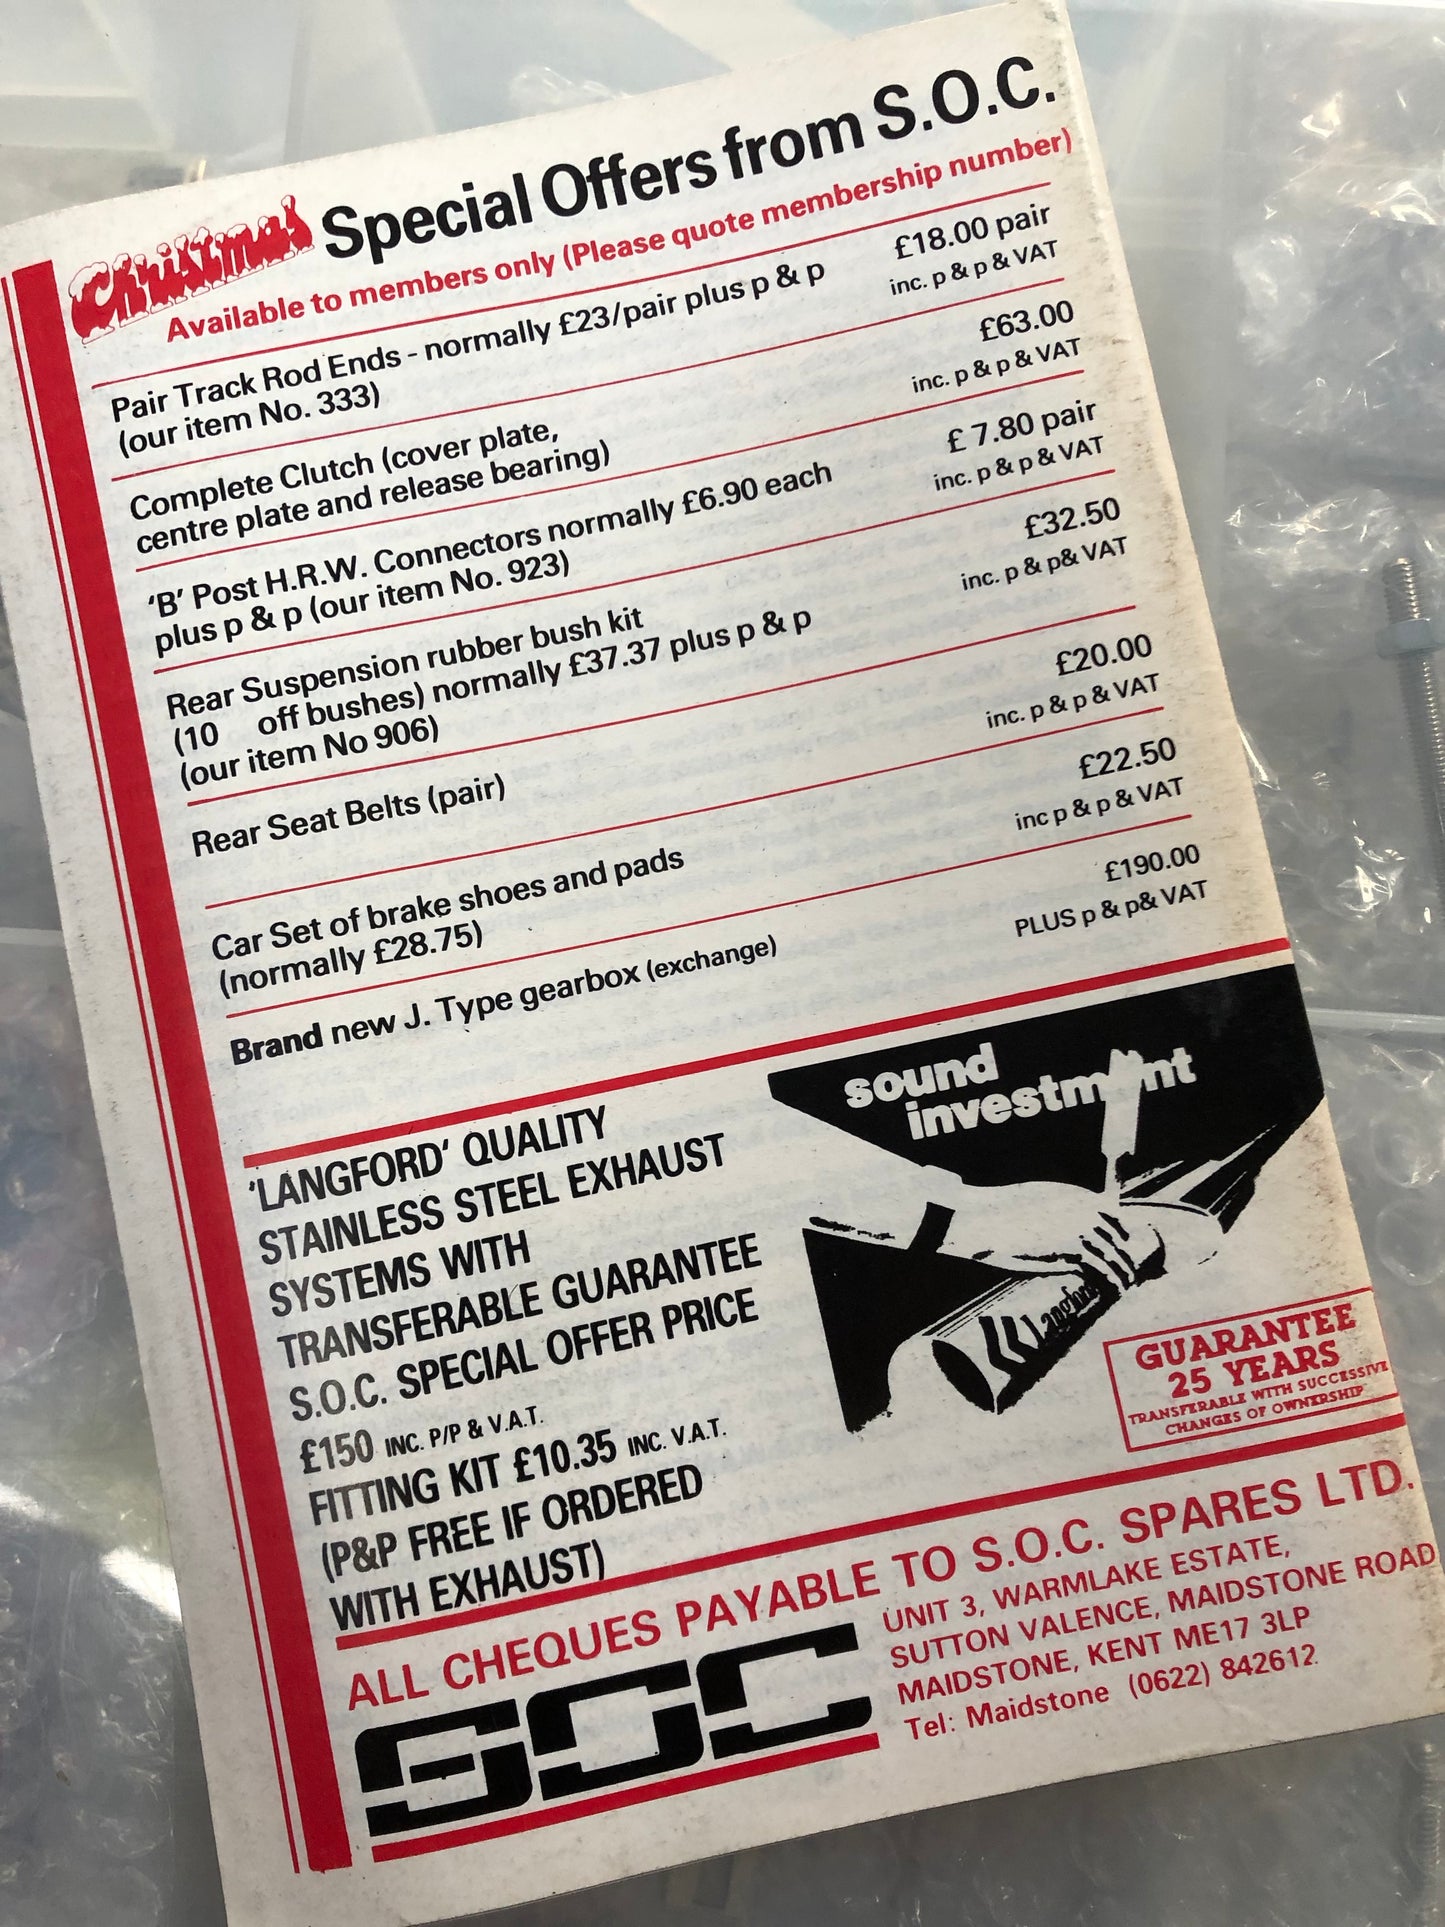 Christmas Special Offers from S.O.C.
Available to members only (Please quote membership number)
Pair Track Rod Ends - normally £23/pair plus p & p
(our item No. 333)
£18.00 pair
inc. p & p & VAT
Complete Clutch (cover plate,
centre plate and release bearing)
£63.00
inc. p & p & VAT
'B' Post H.R.W. Connectors normally £6.90 each
plus p & p (our item No. 923)
£ 7.80 pair
inc. p & p & VAT
Rear Suspension rubber bush kit
(10 off bushes) normally £37.37 plus p & p
(our item No 906)
£32.50
inc. p & p& VAT
Rear Seat Belts (pair)
£20.00
inc. p & p & VAT
Car Set of brake shoes and pads
(normally £28.75)
£22.50
inc p & p & VAT
Brand new J. Type gearbox (exchange)
£190.00
PLUS p & p& VAT
'LANGFORD' QUALITY
STAINLESS STEEL EXHAUST
SYSTEMS WITH
TRANSFERABLE GUARANTEE
S.O.C. SPECIAL OFFER PRICE
£150 INC. P/P & V.A.T.
FITTING KIT £10.35 INC. V.A.T.
(P&P FREE IF ORDERED
WITH EXHAUST)
sound
investment
Langford
GUARANTEE
25 YEARS
TRANSFERABLE WITH SUCCESSIVE
CHANGES OF OWNERSHIP
ALL CHEQUES PAYABLE TO S.O.C. SPARES LTD.
SOC
UNIT 3, WARMLAKE ESTATE,
SUTTON VALENCE, MAIDSTONE ROAD
MAIDSTONE, KENT ME17 3LP
Tel: Maidstone (0622) 842612.